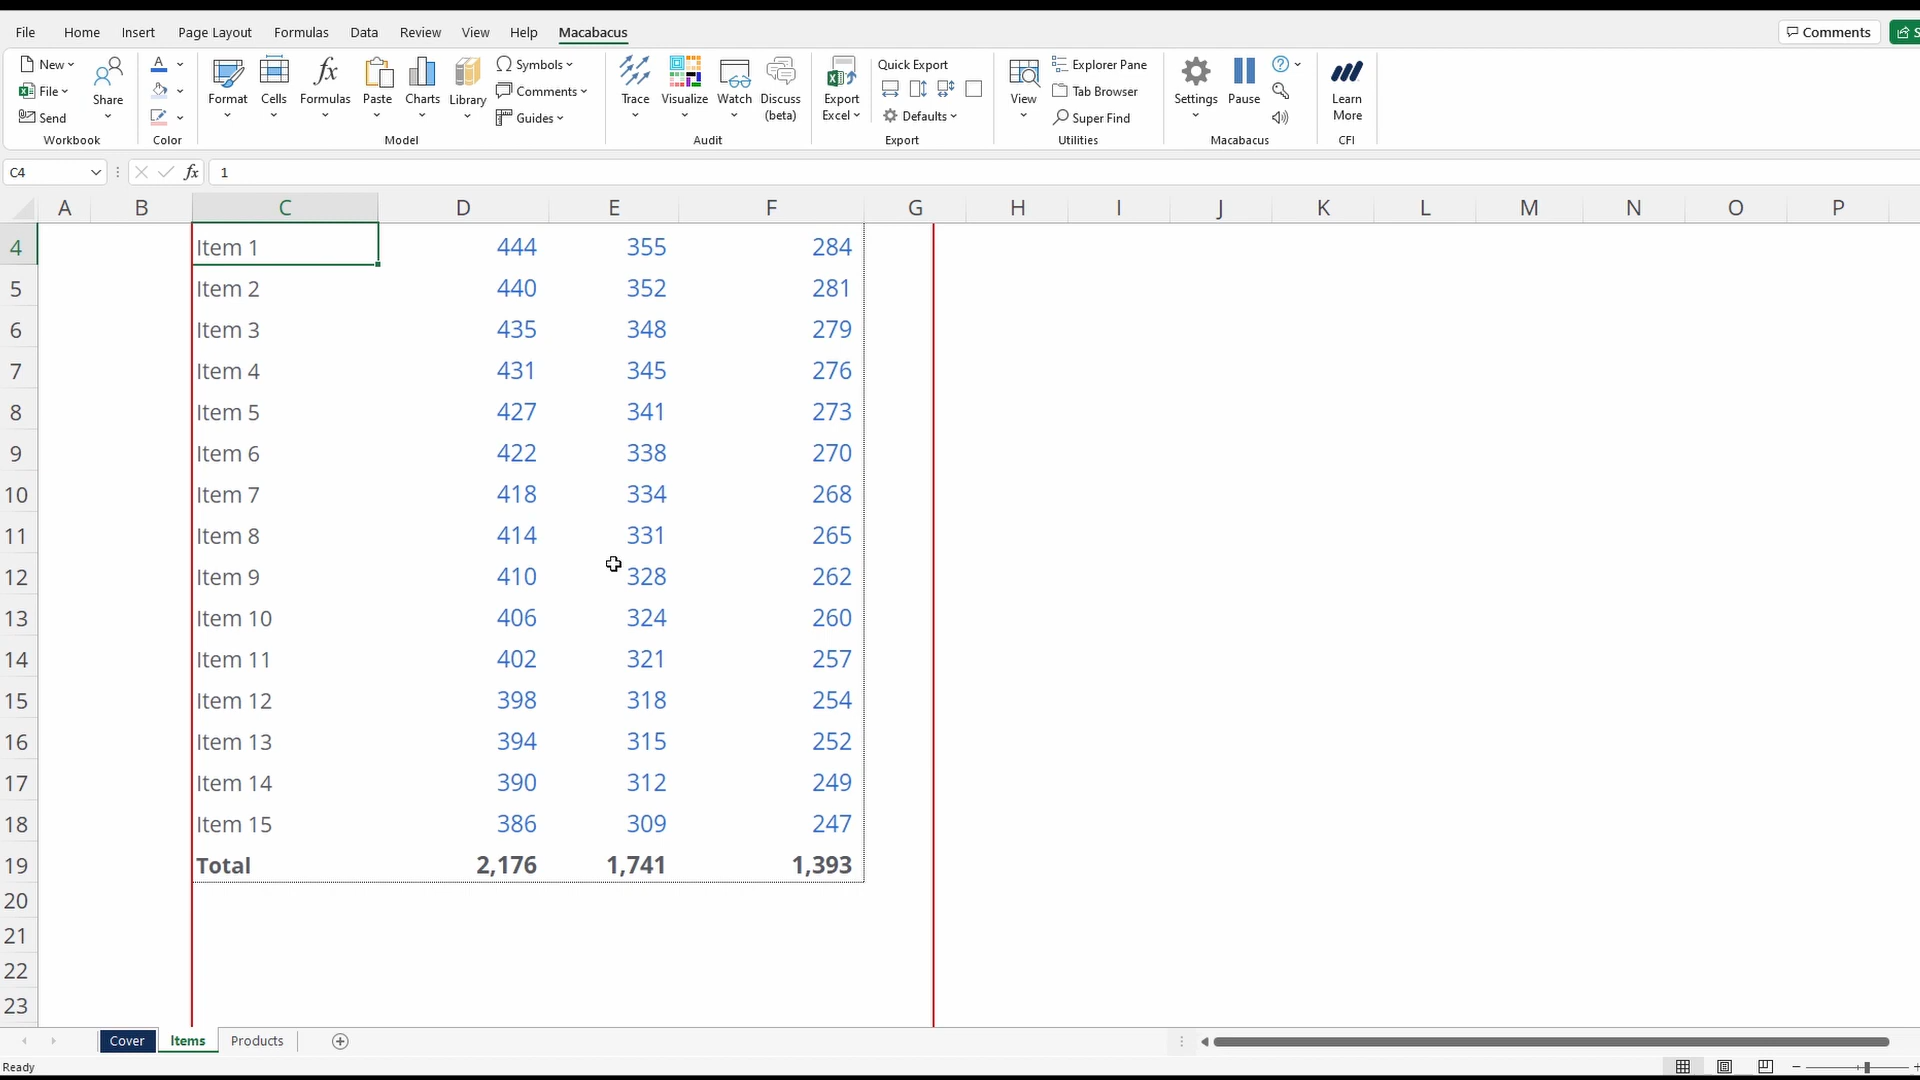 File Home Insert Page Layout Formulas Data Review View Help Macabacus Comments S
New Share Format Cells Formulas Paste Charts Library Symbols Trace Visualize Watch Discuss (beta) Export Excel Quick Export View Explorer Pane Settings Pause Learn More
File Comments Tab Browser
Send Guides Defaults Super Find
Workbook Color Model Audit Export Utilities Macabacus CFI
C4 fx 1
A B C D E F G H I J K L M N O P
4 Item 1 444 355 284
5 Item 2 440 352 281
6 Item 3 435 348 279
7 Item 4 431 345 276
8 Item 5 427 341 273
9 Item 6 422 338 270
10 Item 7 418 334 268
11 Item 8 414 331 265
12 Item 9 410 328 262
13 Item 10 406 324 260
14 Item 11 402 321 257
15 Item 12 398 318 254
16 Item 13 394 315 252
17 Item 14 390 312 249
18 Item 15 386 309 247
19 Total 2,176 1,741 1,393
20
21
22
23
Cover Items Products
Ready